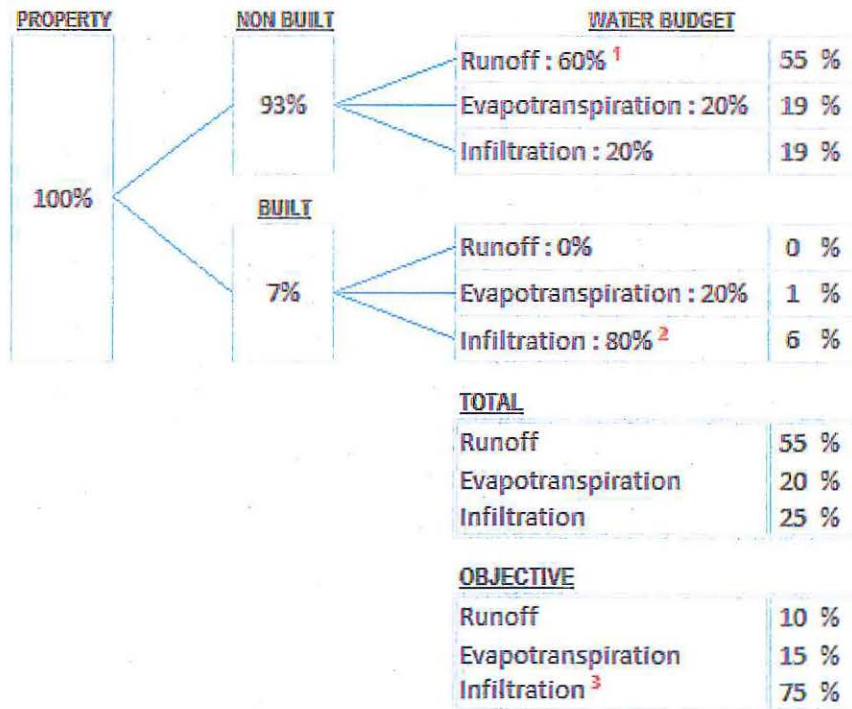 PROPERTY NON BUILT WATER BUDGET
Runoff : 60% 1 55 %
93% Evapotranspiration : 20% 19 %
Infiltration : 20% 19 %
100% BUILT
Runoff : 0% 0 %
7% Evapotranspiration : 20% 1 %
Infiltration : 80% 2 6 %
TOTAL
Runoff 55 %
Evapotranspiration 20 %
Infiltration 25 %
OBJECTIVE
Runoff 10 %
Evapotranspiration 15 %
Infiltration 3 75 %